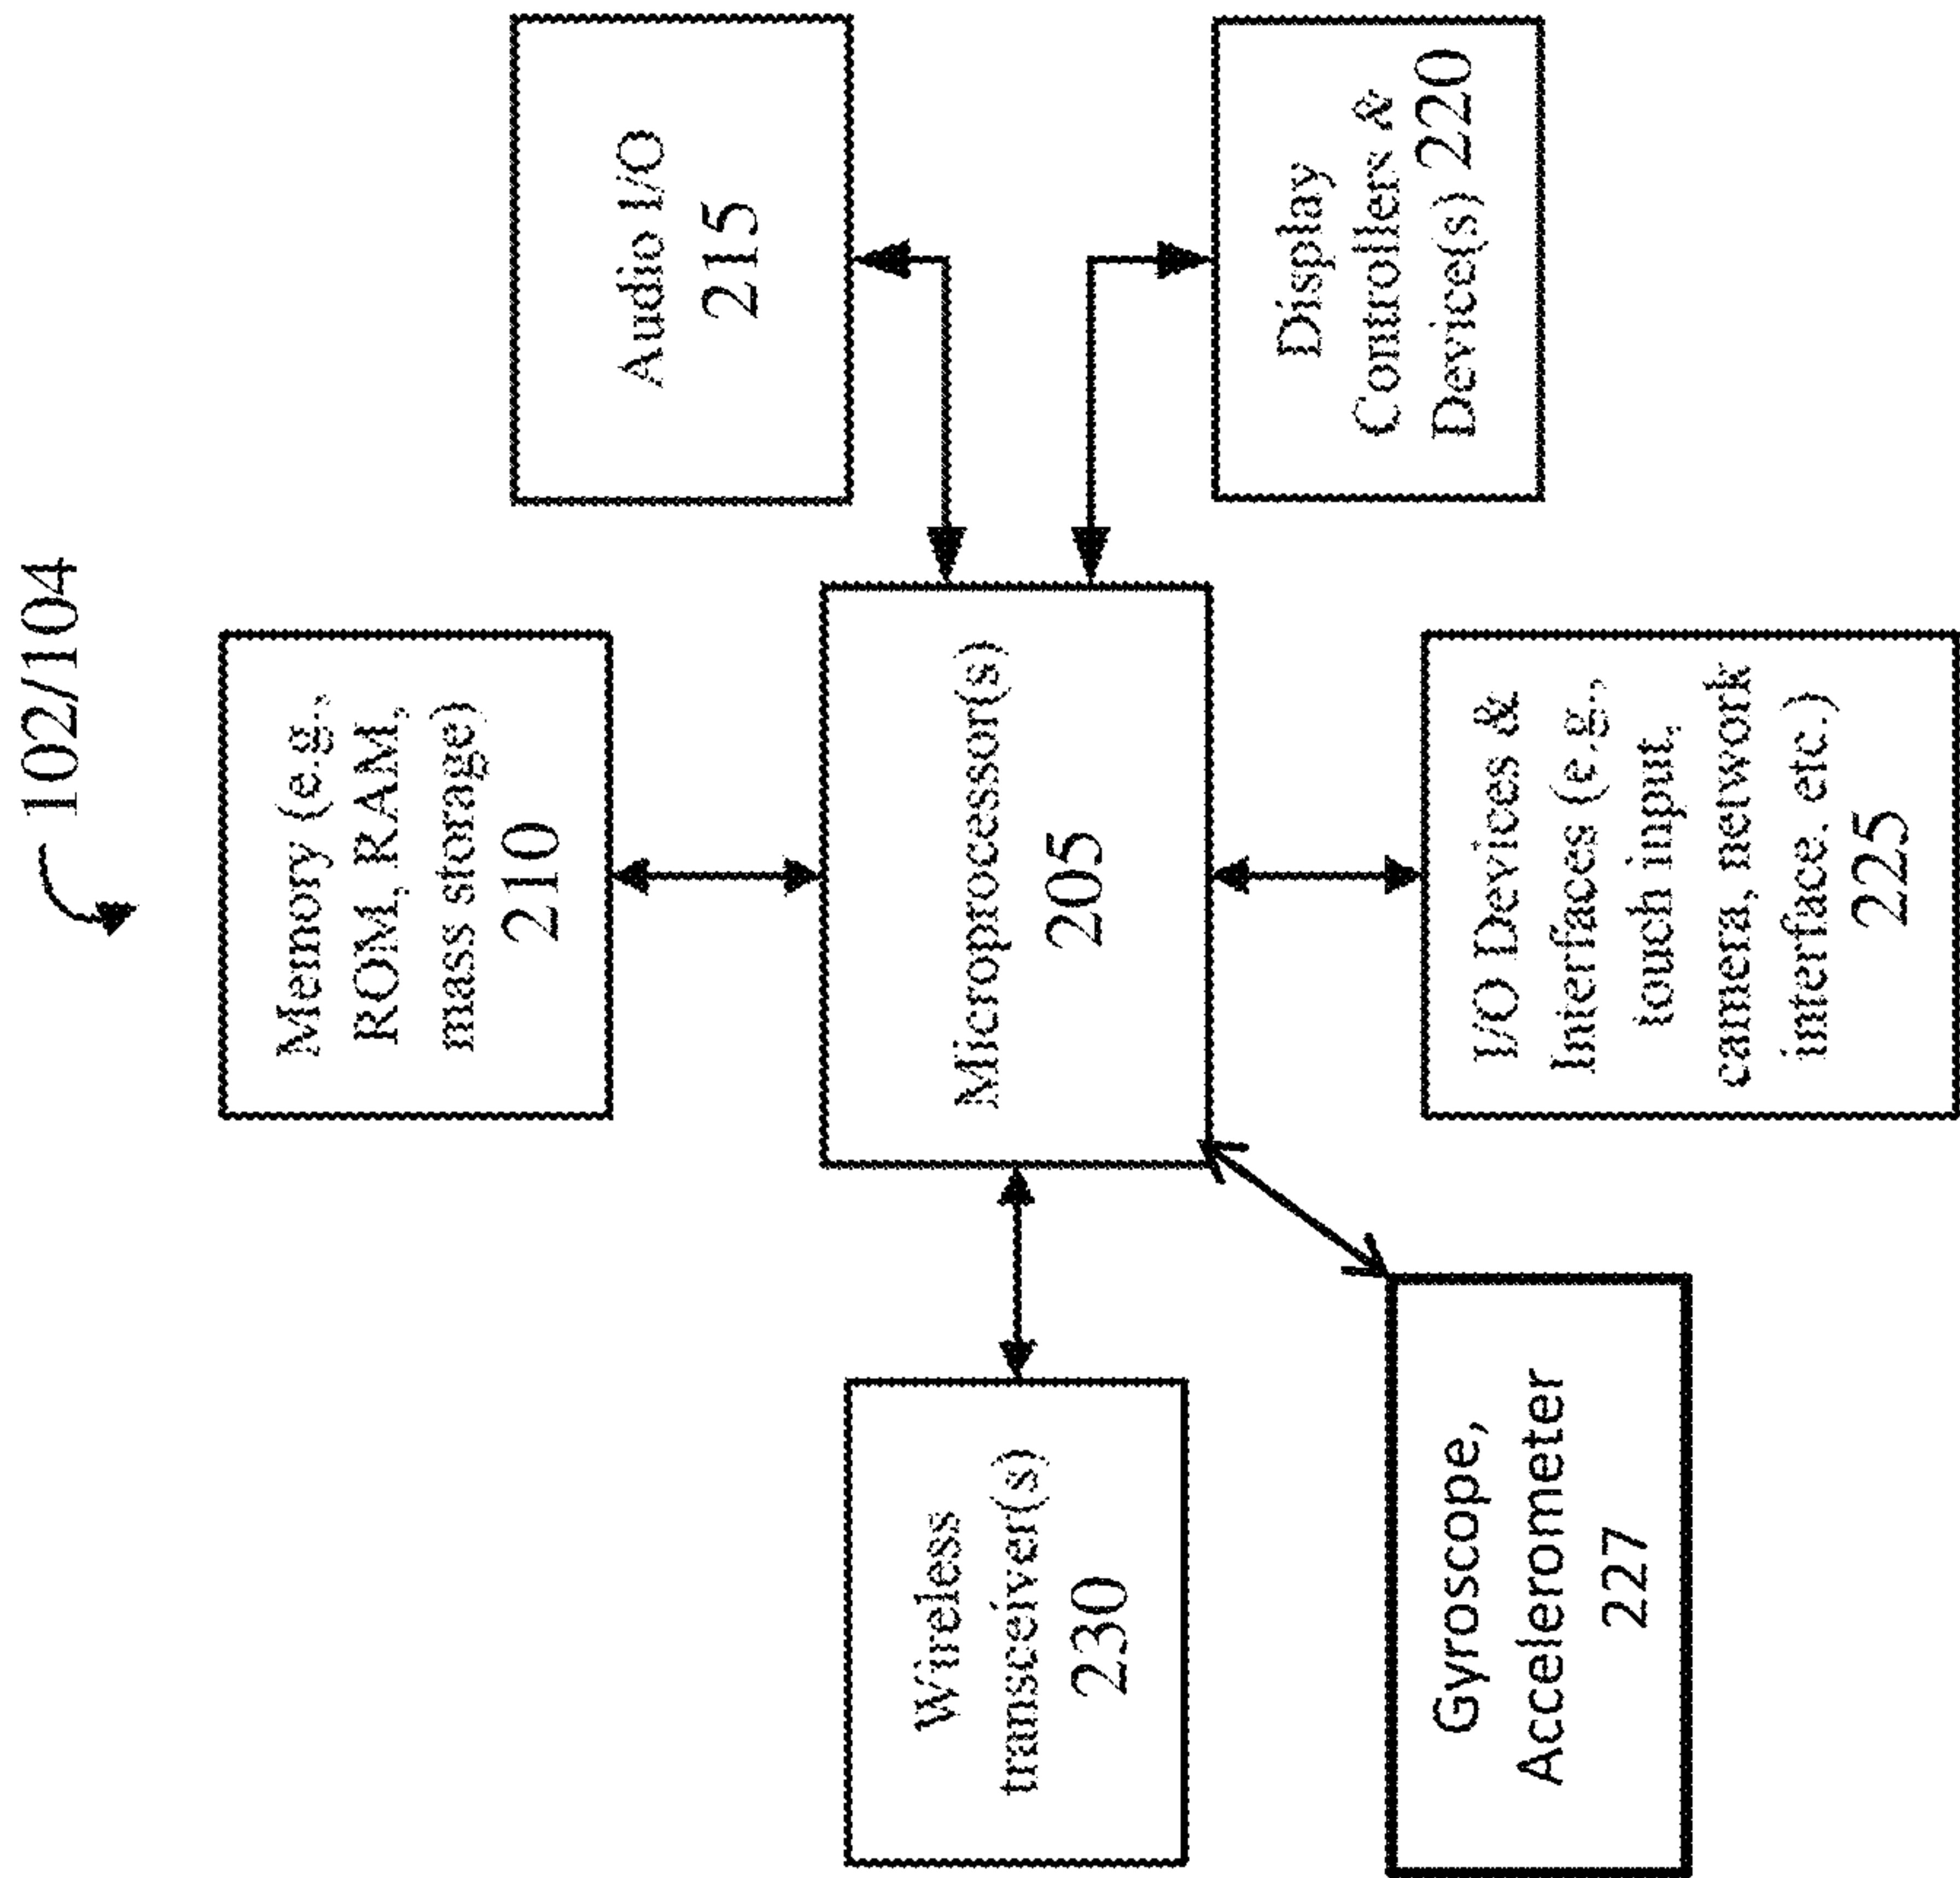 102/104
Memory (e.g.,
ROM, RAM,
mass storage)
210
Audio I/O
215
Microprocessor(s)
205
Wireless
transceiver(s)
230
Display
Controllers &
Device(s) 220
I/O Devices &
Interfaces (e.g.,
touch input,
camera, network
interface, etc.)
225
Gyroscope,
Accelerometer
227